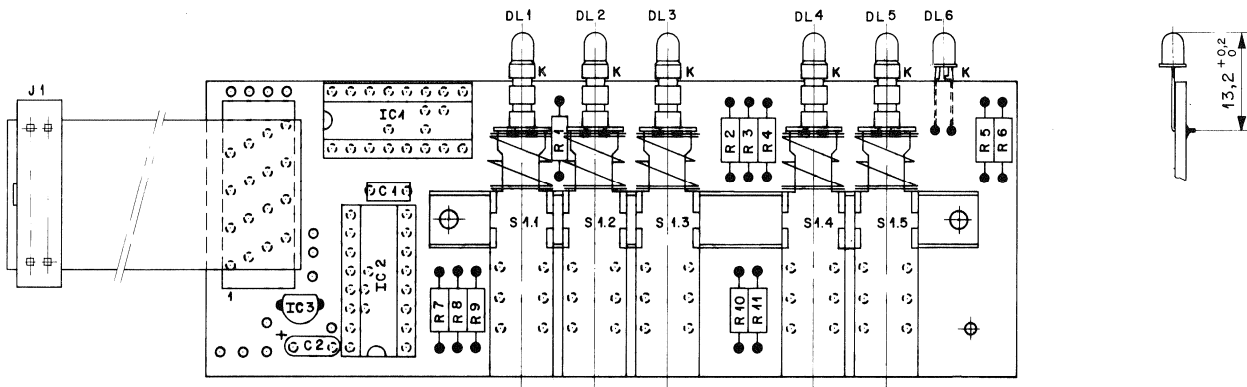 DL1 DL2 DL3 DL4 DL5 DL6
K K K K K K
J1
13,2 +0,2 0
IC1
R1
R2 R3 R4
R5 R6
C1
S1.1 S1.2 S1.3 S1.4 S1.5
IC2
1
IC3
R7 R8 R9
R10 R11
+
C2